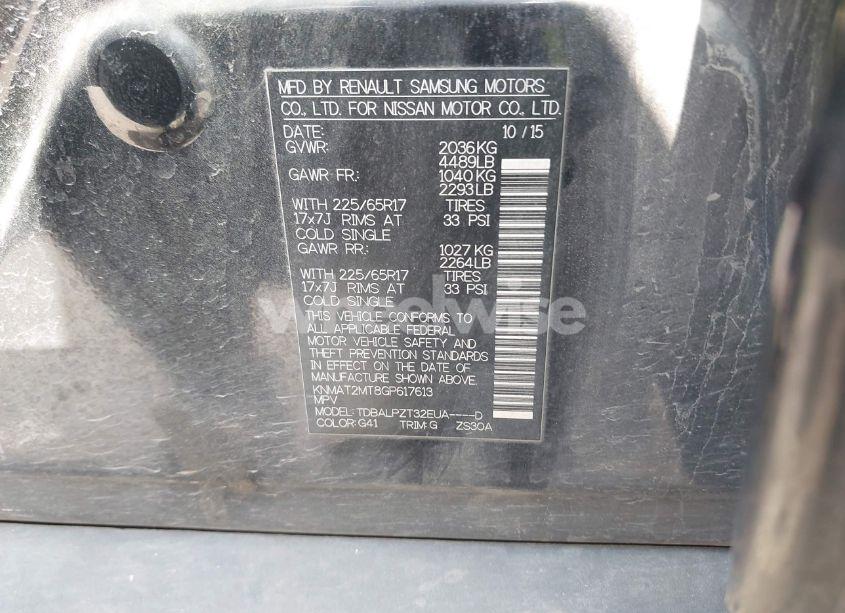 MFD BY RENAULT SAMSUNG MOTORS
CO., LTD. FOR NISSAN MOTOR CO., LTD.
DATE: 10 / 15
GVWR: 2036KG
4489LB
GAWR FR.: 1040 KG
2293LB
WITH 225/65R17 TIRES
17x7J RIMS AT 33 PSI
COLD SINGLE
GAWR RR.: 1027 KG
2264LB
WITH 225/65R17 TIRES
17x7J RIMS AT 33 PSI
COLD SINGLE
THIS VEHICLE CONFORMS TO
ALL APPLICABLE FEDERAL
MOTOR VEHICLE SAFETY AND
THEFT PREVENTION STANDARDS
IN EFFECT ON THE DATE OF
MANUFACTURE SHOWN ABOVE.
KNMAT2MT8GP617613
MPV
MODEL: TDBALPZT32EUA----D
COLOR:G41 TRIM:G ZS30A